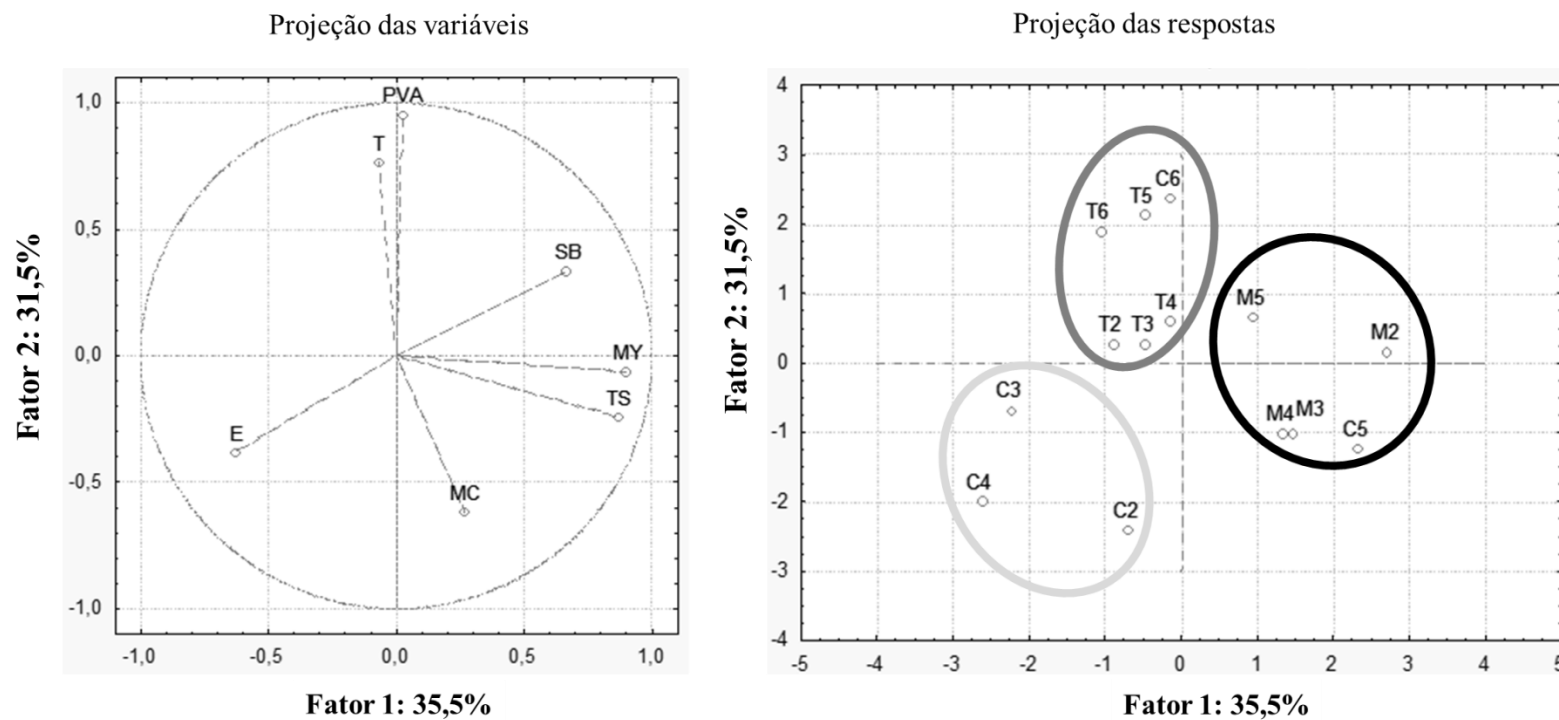 Projeção das variáveis
Fator 2: 31,5%
1,0
0,5
0,0
-0,5
-1,0
PVA
T
SB
MY
TS
E
MC
-1,0 -0,5 0,0 0,5 1,0
Fator 1: 35,5%
Projeção das respostas
Fator 2: 31,5%
4
3
2
1
0
-1
-2
-3
-4
C6
T5
T6
T4
T2 T3
M5
M2
C3
M4 M3
C5
C4
C2
-5 -4 -3 -2 -1 0 1 2 3 4 5
Fator 1: 35,5%